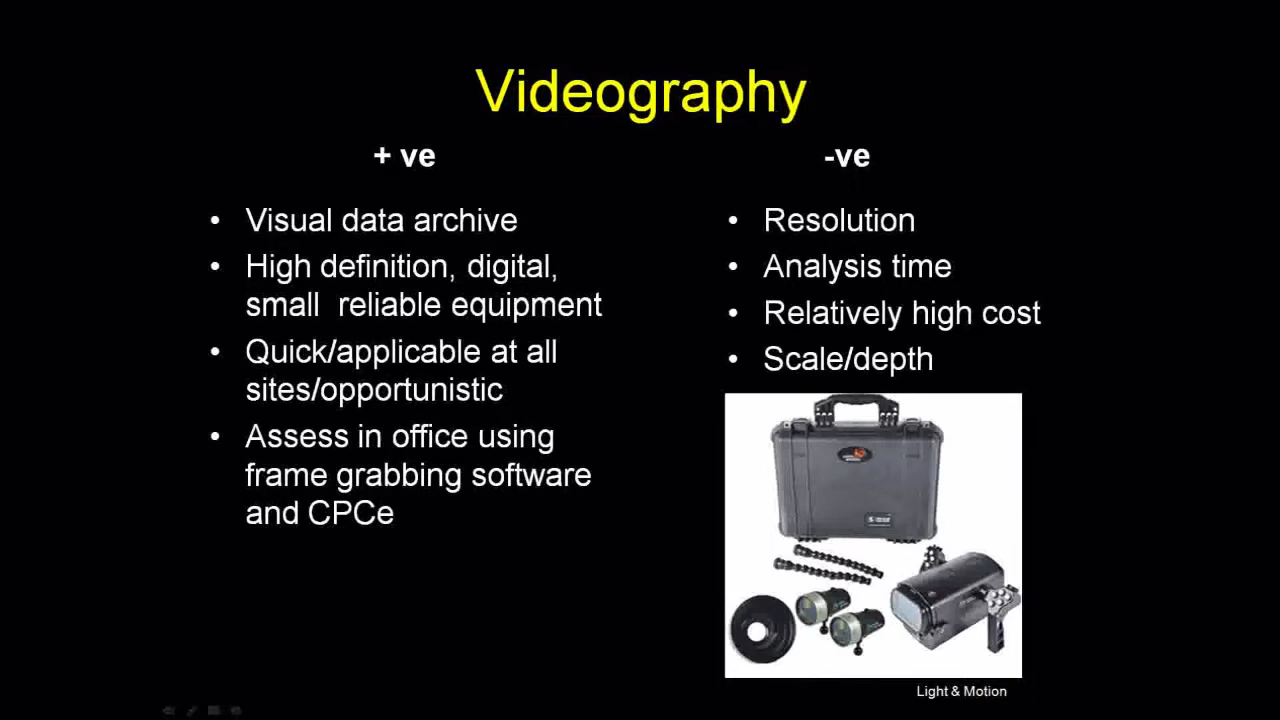 Videography
+ ve
• Visual data archive
• High definition, digital,
small  reliable equipment
• Quick/applicable at all
sites/opportunistic
• Assess in office using
frame grabbing software
and CPCe
-ve
• Resolution
• Analysis time
• Relatively high cost
• Scale/depth
Light & Motion